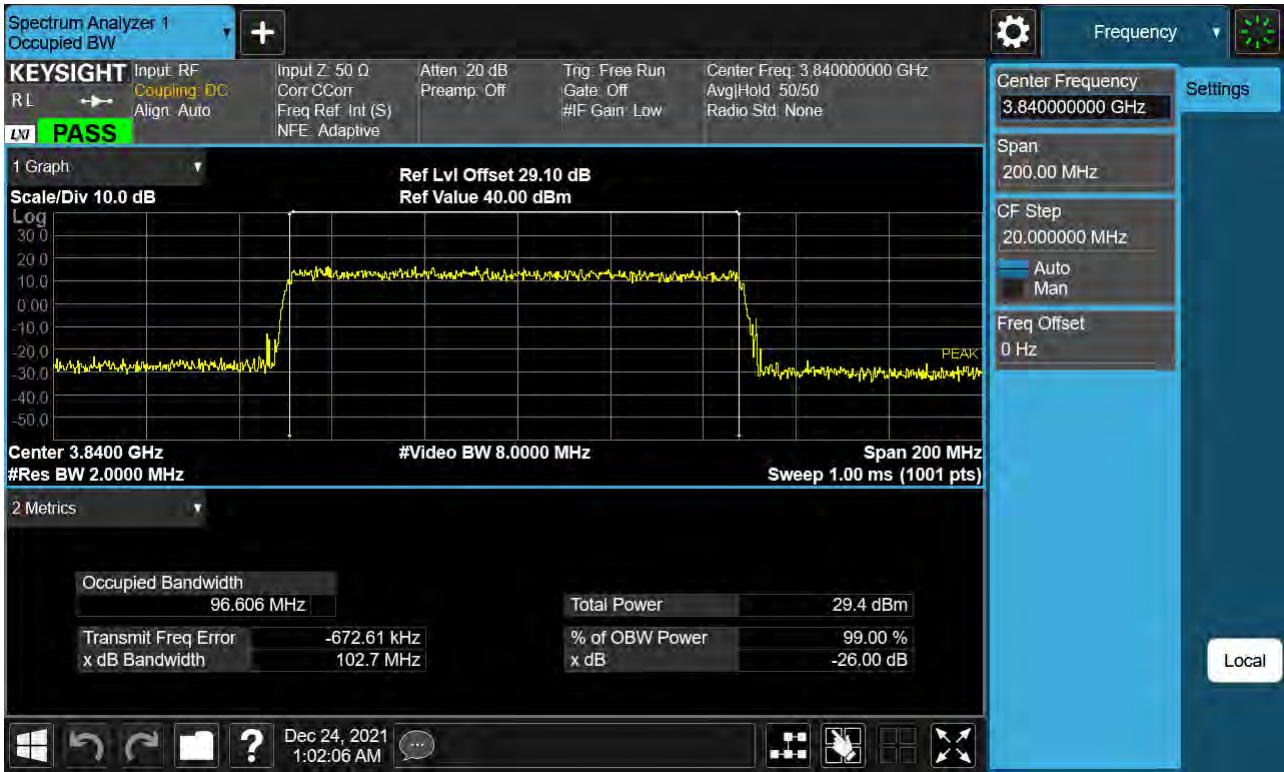 Spectrum Analyzer 1
Occupied BW
+
Frequency
KEYSIGHT
Input: RF
Coupling: DC
Align: Auto
Input Z: 50 Ω
Corr CCorr
Freq Ref: Int (S)
NFE: Adaptive
Atten: 20 dB
Preamp: Off
Trig: Free Run
Gate: Off
#IF Gain: Low
Center Freq: 3.840000000 GHz
Avg|Hold: 50/50
Radio Std: None
R L
LXI
PASS
Center Frequency
3.840000000 GHz
Settings
Span
200.00 MHz
CF Step
20.000000 MHz
Auto
Man
Freq Offset
0 Hz
Local
1 Graph
Scale/Div 10.0 dB
Ref Lvl Offset 29.10 dB
Ref Value 40.00 dBm
Log
30.0
20.0
10.0
0.00
-10.0
-20.0
-30.0
-40.0
-50.0
PEAK
Center 3.8400 GHz
#Video BW 8.0000 MHz
Span 200 MHz
#Res BW 2.0000 MHz
Sweep 1.00 ms (1001 pts)
2 Metrics
Occupied Bandwidth
96.606 MHz
Total Power 29.4 dBm
Transmit Freq Error -672.61 kHz
% of OBW Power 99.00 %
x dB Bandwidth 102.7 MHz
x dB -26.00 dB
?
Dec 24, 2021
1:02:06 AM